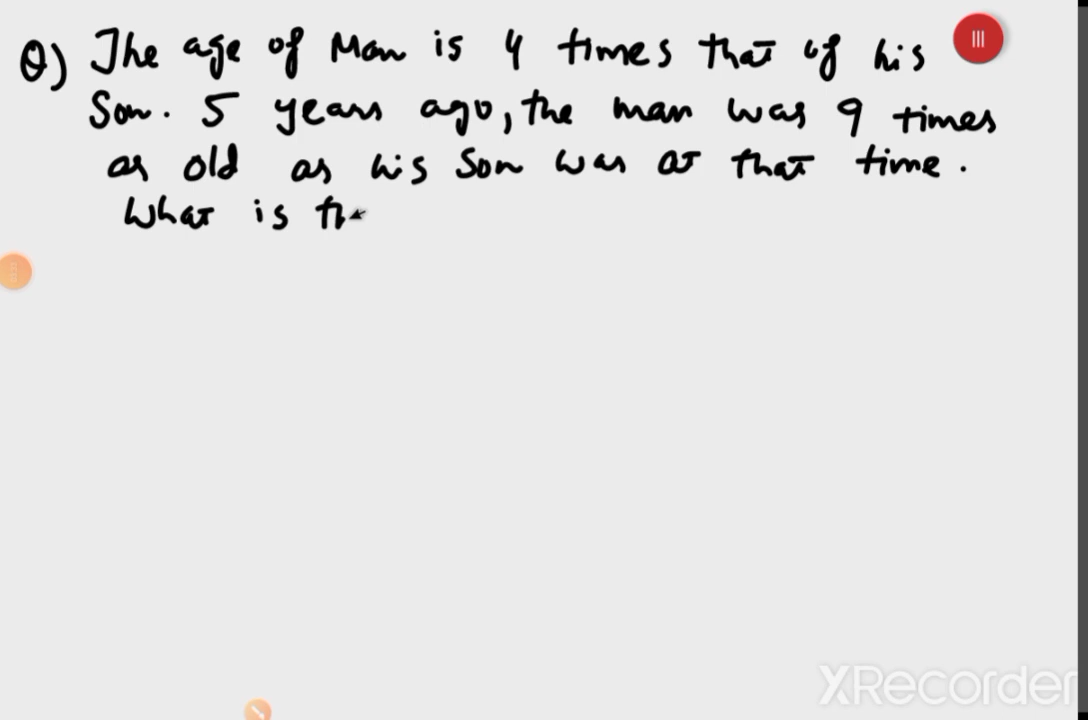 Q) The age of Man is 4 times that of his
Son. 5 years ago, the man was 9 times
as old as his Son was at that time.
What is th
XRecorder